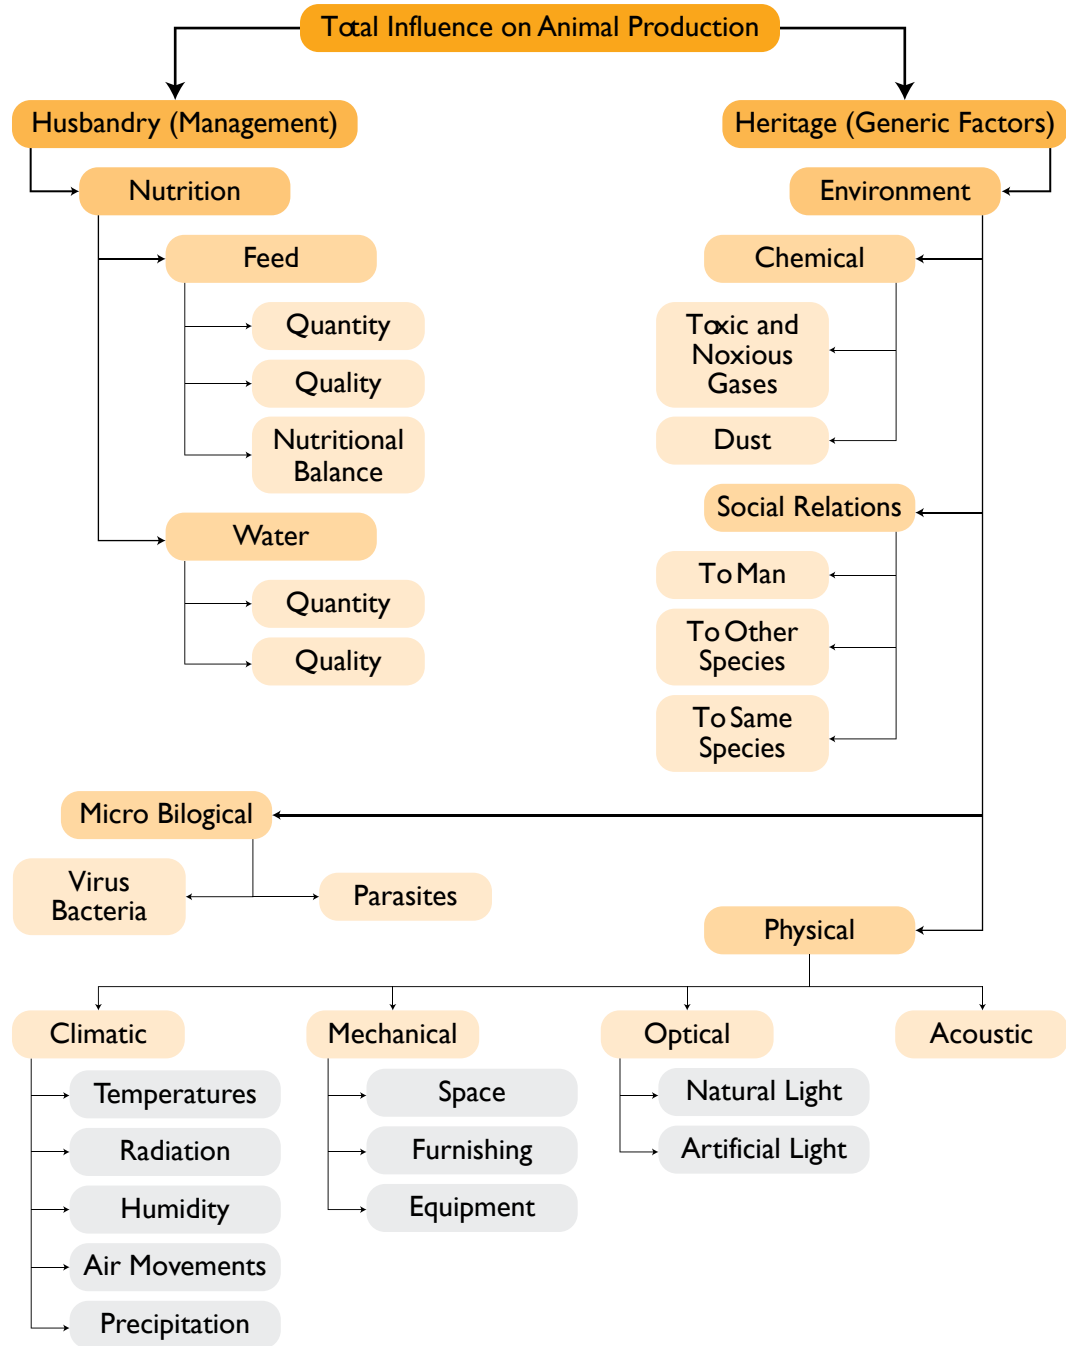 Total Influence on Animal Production
Husbandry (Management)
Heritage (Generic Factors)
Nutrition
Environment
Feed
Chemical
Quantity
Toxic and
Noxious
Gases
Quality
Dust
Nutritional
Balance
Social Relations
Water
To Man
Quantity
To Other
Species
Quality
To Same
Species
Micro Bilogical
Virus
Bacteria
Parasites
Physical
Climatic
Mechanical
Optical
Acoustic
Temperatures
Space
Natural Light
Radiation
Furnishing
Artificial Light
Humidity
Equipment
Air Movements
Precipitation